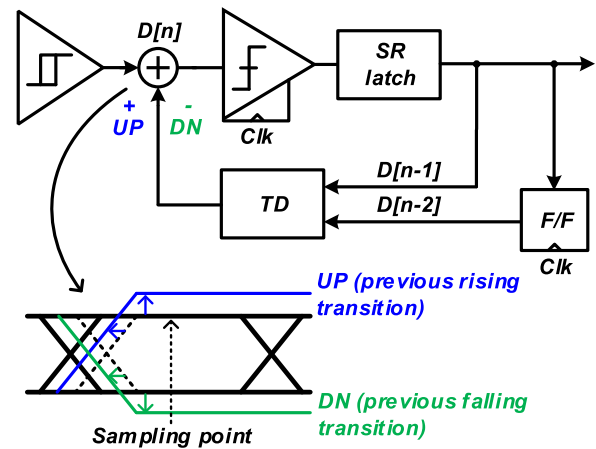 D[n]
SR
latch
+
-
UP
DN
Clk
D[n-1]
TD
D[n-2]
F/F
Clk
UP (previous rising
transition)
DN (previous falling
transition)
Sampling point